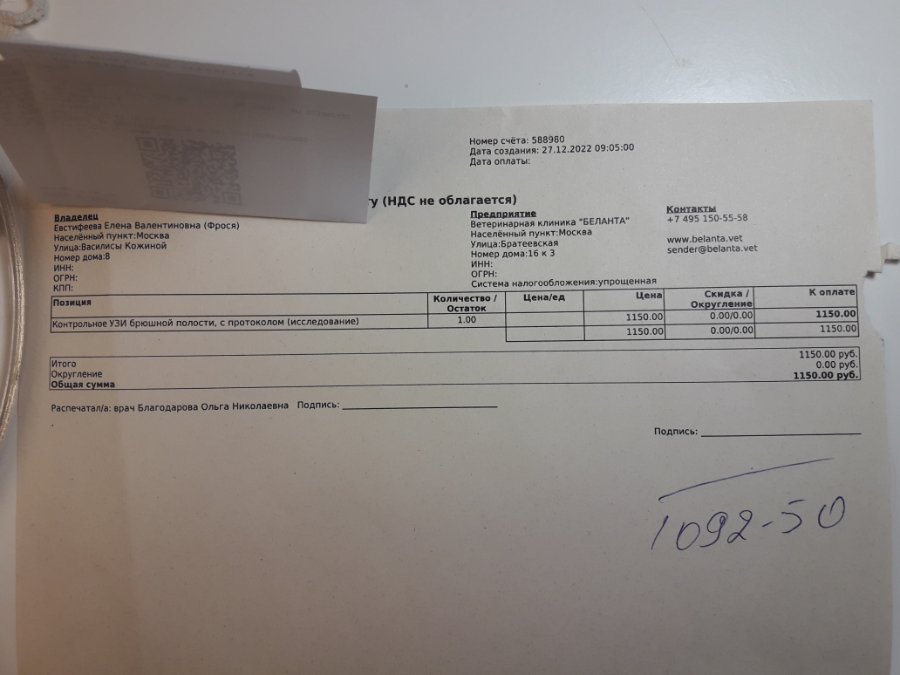 Номер счёта: 588980
Дата создания: 27.12.2022 09:05:00
Дата оплаты:
ту (НДС не облагается)
Владелец
Евстифеева Елена Валентиновна (Фрося)
Населённый пункт:Москва
Улица:Василисы Кожиной
Номер дома:8
ИНН:
ОГРН:
КПП:
Предприятие
Ветеринарная клиника "БЕЛАНТА"
Населённый пункт:Москва
Улица:Братеевская
Номер дома:16 к 3
ИНН:
ОГРН:
Система налогообложения:упрощенная
Контакты
+7 495 150-55-58
www.belanta.vet
sender@belanta.vet
Позиция Количество / Остаток Цена/ед Цена Скидка / Округление К оплате
Контрольное УЗИ брюшной полости, с протоколом (исследование) 1.00 1150.00 0.00/0.00 1150.00
1150.00 0.00/0.00 1150.00
Итого 1150.00 руб.
Округление 0.00 руб.
Общая сумма 1150.00 руб.
Распечатал/а: врач Благодарова Ольга Николаевна Подпись:
Подпись:
1092-50